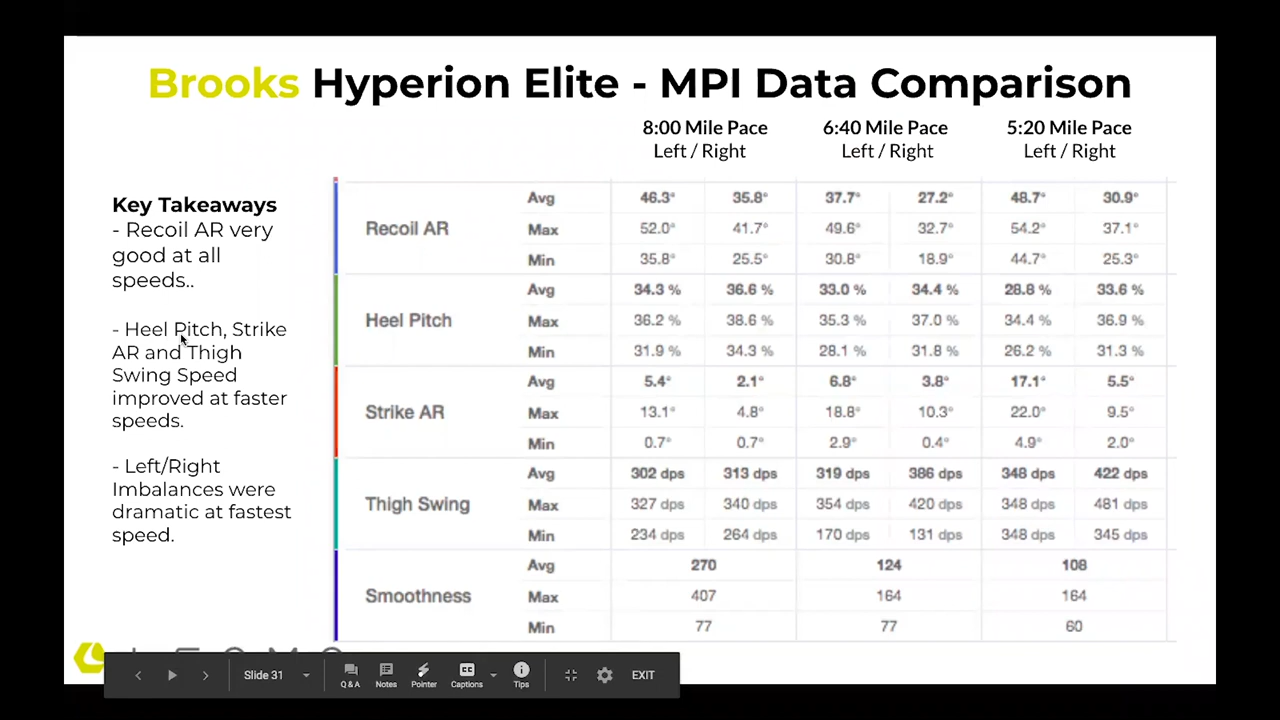 Brooks Hyperion Elite - MPI Data Comparison
8:00 Mile Pace 6:40 Mile Pace 5:20 Mile Pace
Left / Right Left / Right Left / Right
Key Takeaways
- Recoil AR very
good at all
speeds..
- Heel Pitch, Strike
AR and Thigh
Swing Speed
improved at faster
speeds.
- Left/Right
Imbalances were
dramatic at fastest
speed.
Recoil AR
Avg 46.3° 35.8° 37.7° 27.2° 48.7° 30.9°
Max 52.0° 41.7° 49.6° 32.7° 54.2° 37.1°
Min 35.8° 25.5° 30.8° 18.9° 44.7° 25.3°
Heel Pitch
Avg 34.3 % 36.6 % 33.0 % 34.4 % 28.8 % 33.6 %
Max 36.2 % 38.6 % 35.3 % 37.0 % 34.4 % 36.9 %
Min 31.9 % 34.3 % 28.1 % 31.8 % 26.2 % 31.3 %
Strike AR
Avg 5.4° 2.1° 6.8° 3.8° 17.1° 5.5°
Max 13.1° 4.8° 18.8° 10.3° 22.0° 9.5°
Min 0.7° 0.7° 2.9° 0.4° 4.9° 2.0°
Thigh Swing
Avg 302 dps 313 dps 319 dps 386 dps 348 dps 422 dps
Max 327 dps 340 dps 354 dps 420 dps 348 dps 481 dps
Min 234 dps 264 dps 170 dps 131 dps 348 dps 345 dps
Smoothness
Avg 270 124 108
Max 407 164 164
Min 77 77 60
Slide 31
Q & A Notes Pointer Captions Tips
EXIT